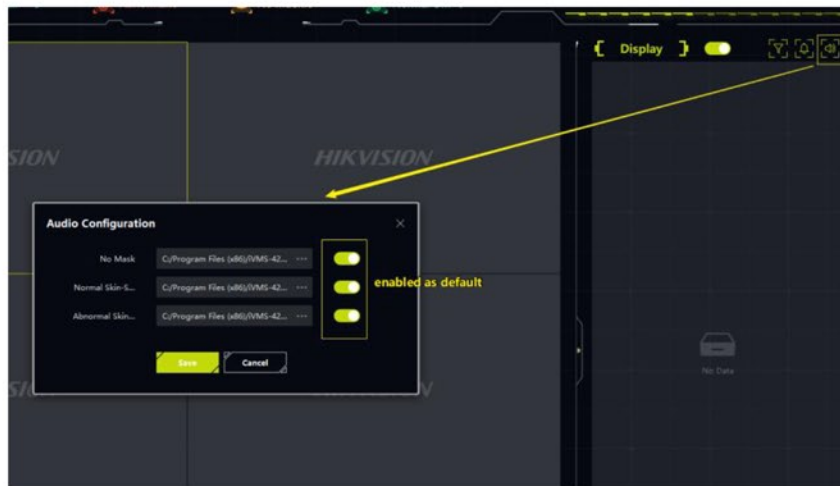 Display
SION
HIKVISION
Audio Configuration
No Mask
C:/Program Files (x86)/iVMS-42...
enabled as default
Normal Skin-S...
C:/Program Files (x86)/iVMS-42...
Abnormal Skin...
C:/Program Files (x86)/iVMS-42...
Save
Cancel
No Data